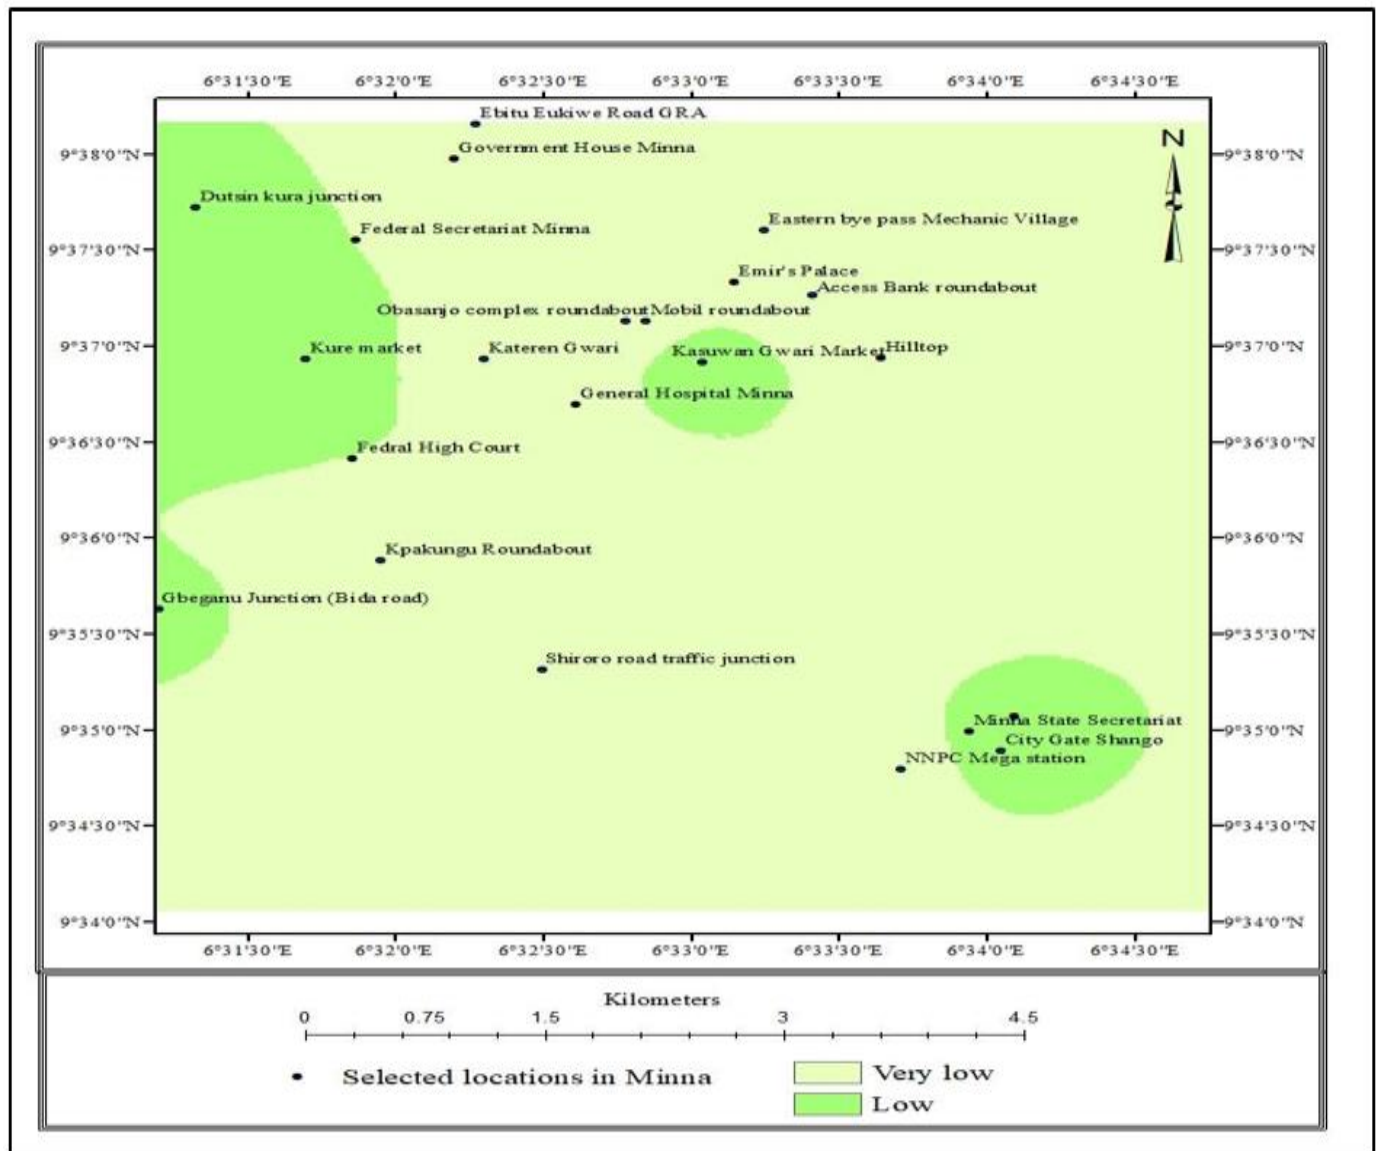 6°31'30"E 6°32'0"E 6°32'30"E 6°33'0"E 6°33'30"E 6°34'0"E 6°34'30"E
Ebitu Eukiwe Road GRA
N
Government House Minna
9°38'0"N 9°38'0"N
Dutsin kura junction
Eastern bye pass Mechanic Village
Federal Secretariat Minna
9°37'30"N 9°37'30"N
Emir's Palace
Access Bank roundabout
Obasanjo complex roundabout Mobil roundabout
9°37'0"N 9°37'0"N
Kure market Kateren Gwari Kasuwan Gwari Market Hilltop
General Hospital Minna
9°36'30"N 9°36'30"N
Fedral High Court
9°36'0"N 9°36'0"N
Kpakungu Roundabout
Gbeganu Junction (Bida road)
9°35'30"N 9°35'30"N
Shiroro road traffic junction
Minna State Secretariat
9°35'0"N 9°35'0"N
City Gate Shango
NNPC Mega station
9°34'30"N 9°34'30"N
9°34'0"N 9°34'0"N
6°31'30"E 6°32'0"E 6°32'30"E 6°33'0"E 6°33'30"E 6°34'0"E 6°34'30"E
Kilometers
0 0.75 1.5 3 4.5
Selected locations in Minna
Very low
Low